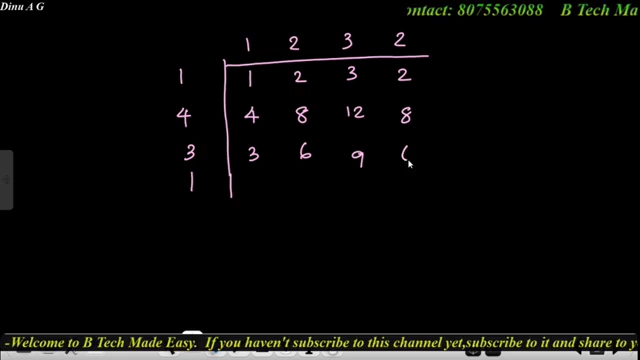 Dinu A G
ontact: 8075563088 B Tech Ma
1 2 3 2
1 1 2 3 2
4 4 8 12 8
3 3 6 9
1
-Welcome to B Tech Made Easy. If you haven't subscribe to this channel yet,subscribe to it and share to y